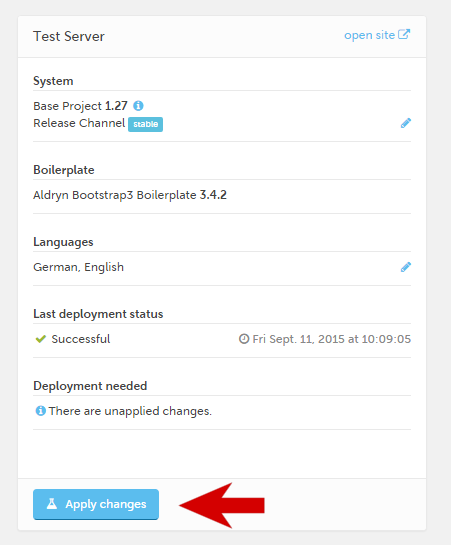 Test Server
open site
System
Base Project 1.27
Release Channel stable
Boilerplate
Aldryn Bootstrap3 Boilerplate 3.4.2
Languages
German, English
Last deployment status
Successful
Fri Sept. 11, 2015 at 10:09:05
Deployment needed
There are unapplied changes.
Apply changes